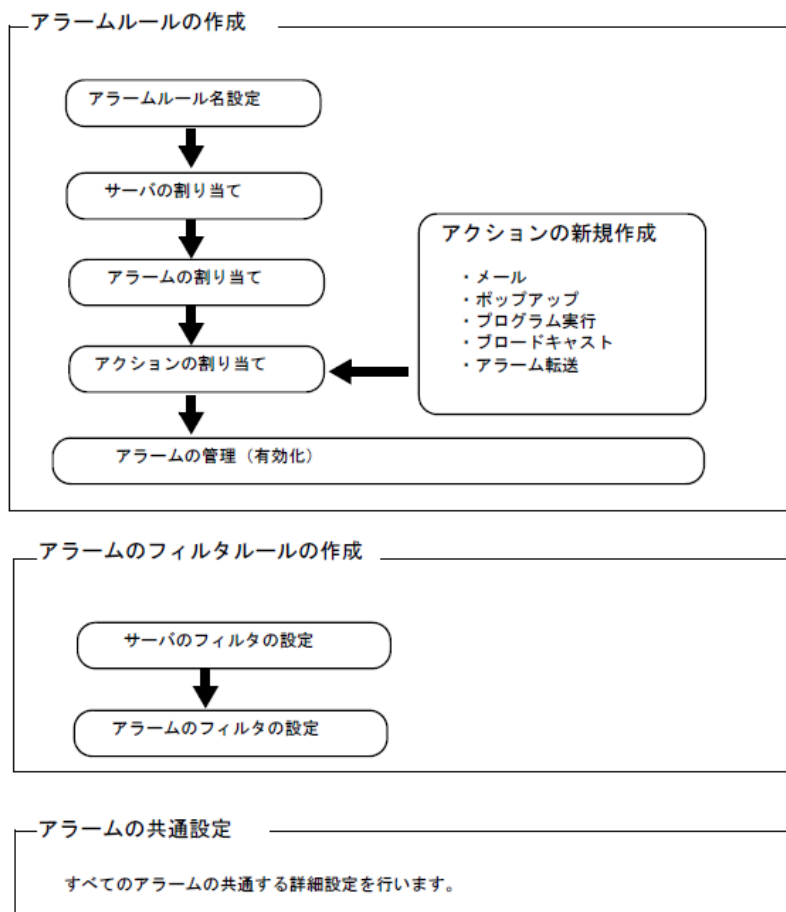 アラームルールの作成
アラームルール名設定
サーバの割り当て
アラームの割り当て
アクションの割り当て
アクションの新規作成
・メール
・ポップアップ
・プログラム実行
・ブロードキャスト
・アラーム転送
アラームの管理（有効化）
アラームのフィルタルールの作成
サーバのフィルタの設定
アラームのフィルタの設定
アラームの共通設定
すべてのアラームの共通する詳細設定を行います。